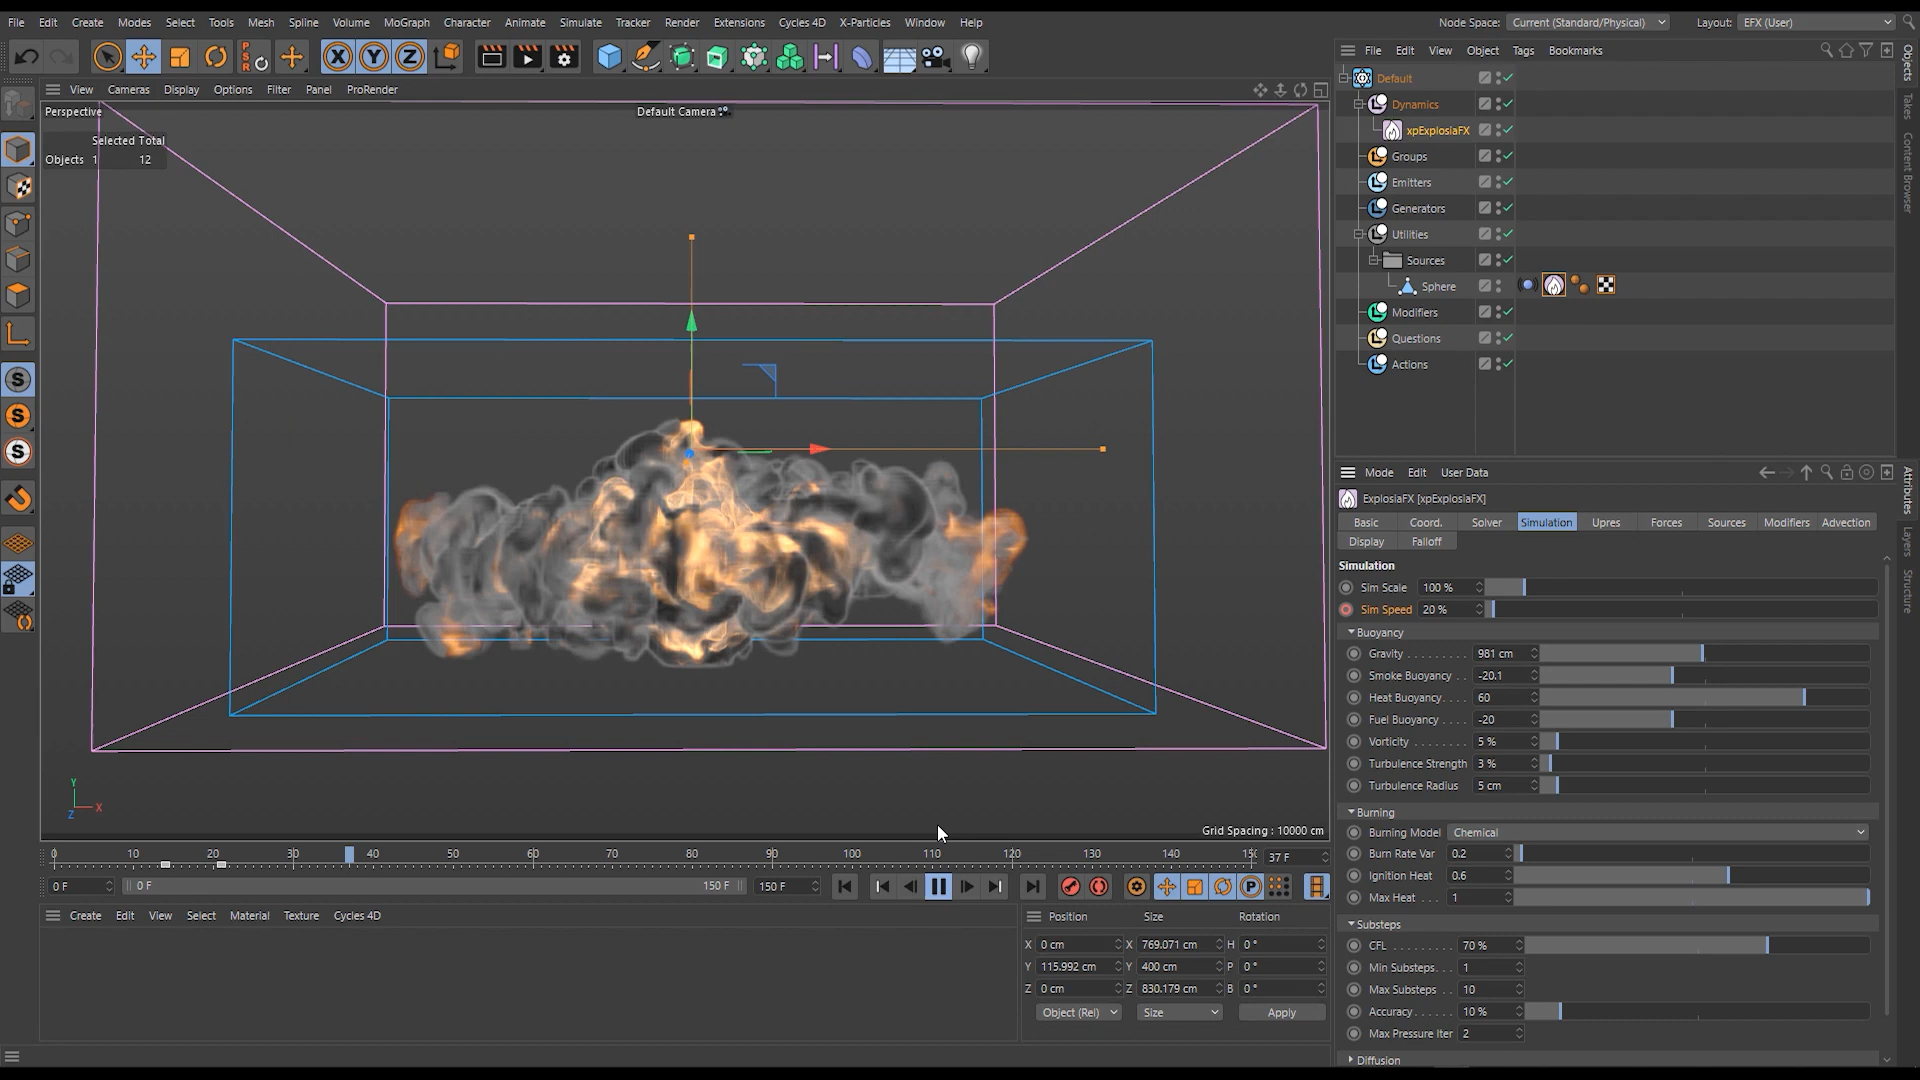 File Edit Create Modes Select Tools Mesh Spline Volume MoGraph Character Animate Simulate Tracker Render Extensions Cycles 4D X-Particles Window Help Node Space: Current (Standard/Physical) Layout: EFX (User)
PSR X Y Z
File Edit View Object Tags Bookmarks
View Cameras Display Options Filter Panel ProRender
Perspective Default Camera
Selected Total
Objects 1 12
Default
Dynamics
xpExplosiaFX
Groups
Emitters
Generators
Utilities
Sources
Sphere
Modifiers
Questions
Actions
Objects
Takes
Content Browser
S
S
S
Y
X
Z
Grid Spacing : 10000 cm
Mode Edit User Data
ExplosiaFX [xpExplosiaFX]
Basic Coord. Solver Simulation Upres Forces Sources Modifiers Advection
Display Falloff
Simulation
Sim Scale 100 %
Sim Speed 20 %
Buoyancy
Gravity . . . . . . . . . 981 cm
Smoke Buoyancy . . -20.1
Heat Buoyancy. . . . 60
Fuel Buoyancy . . . . -20
Vorticity . . . . . . . . 5 %
Turbulence Strength 3 %
Turbulence Radius 5 cm
Burning
Burning Model Chemical
Burn Rate Var 0.2
Ignition Heat 0.6
Max Heat . . . 1
Substeps
CFL . . . . . . . . . 70 %
Min Substeps. . . 1
Max Substeps . . 10
Accuracy. . . . . . 10 %
Max Pressure Iter 2
Diffusion
Attributes
Layers
Structure
0 10 20 30 40 50 60 70 80 90 100 110 120 130 140 37 F
0 F 0 F 150 F 150 F P
Create Edit View Select Material Texture Cycles 4D
Position Size Rotation
X 0 cm X 769.071 cm H 0 °
Y 115.992 cm Y 400 cm P 0 °
Z 0 cm Z 830.179 cm B 0 °
Object (Rel) Size Apply